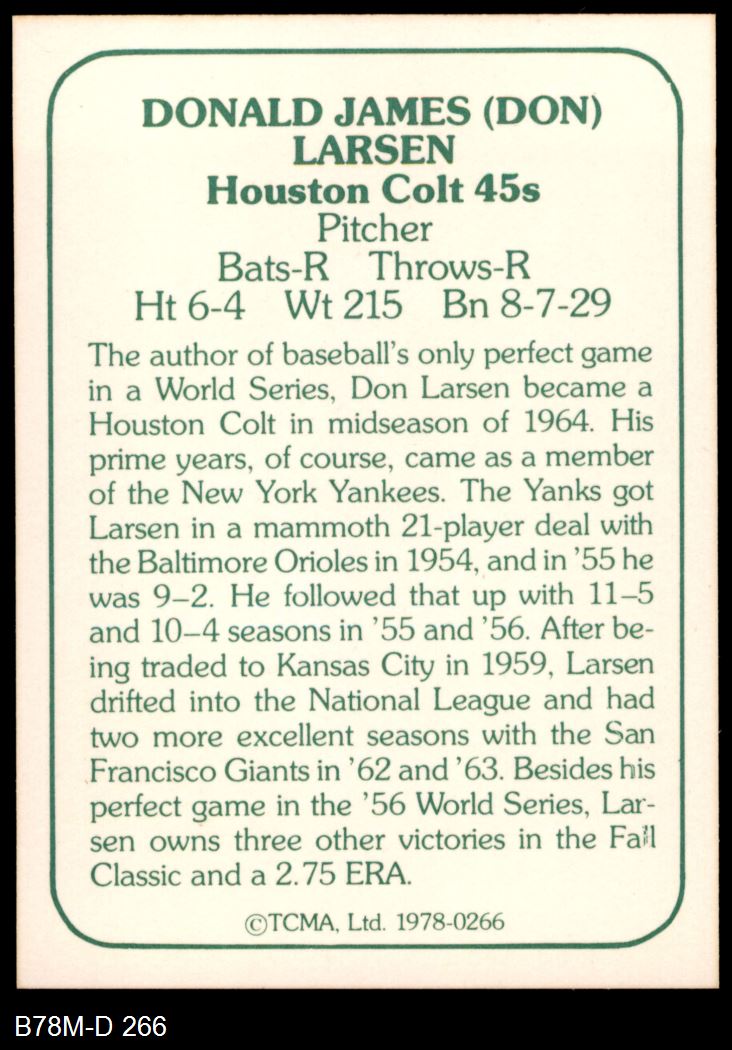 DONALD JAMES (DON)
LARSEN
Houston Colt 45s
Pitcher
Bats-R Throws-R
Ht 6-4 Wt 215 Bn 8-7-29
The author of baseball's only perfect game
in a World Series, Don Larsen became a
Houston Colt in midseason of 1964. His
prime years, of course, came as a member
of the New York Yankees. The Yanks got
Larsen in a mammoth 21-player deal with
the Baltimore Orioles in 1954, and in '55 he
was 9–2. He followed that up with 11–5
and 10–4 seasons in '55 and '56. After be-
ing traded to Kansas City in 1959, Larsen
drifted into the National League and had
two more excellent seasons with the San
Francisco Giants in '62 and '63. Besides his
perfect game in the '56 World Series, Lar-
sen owns three other victories in the Fall
Classic and a 2.75 ERA.
©TCMA, Ltd. 1978-0266
B78M-D 266